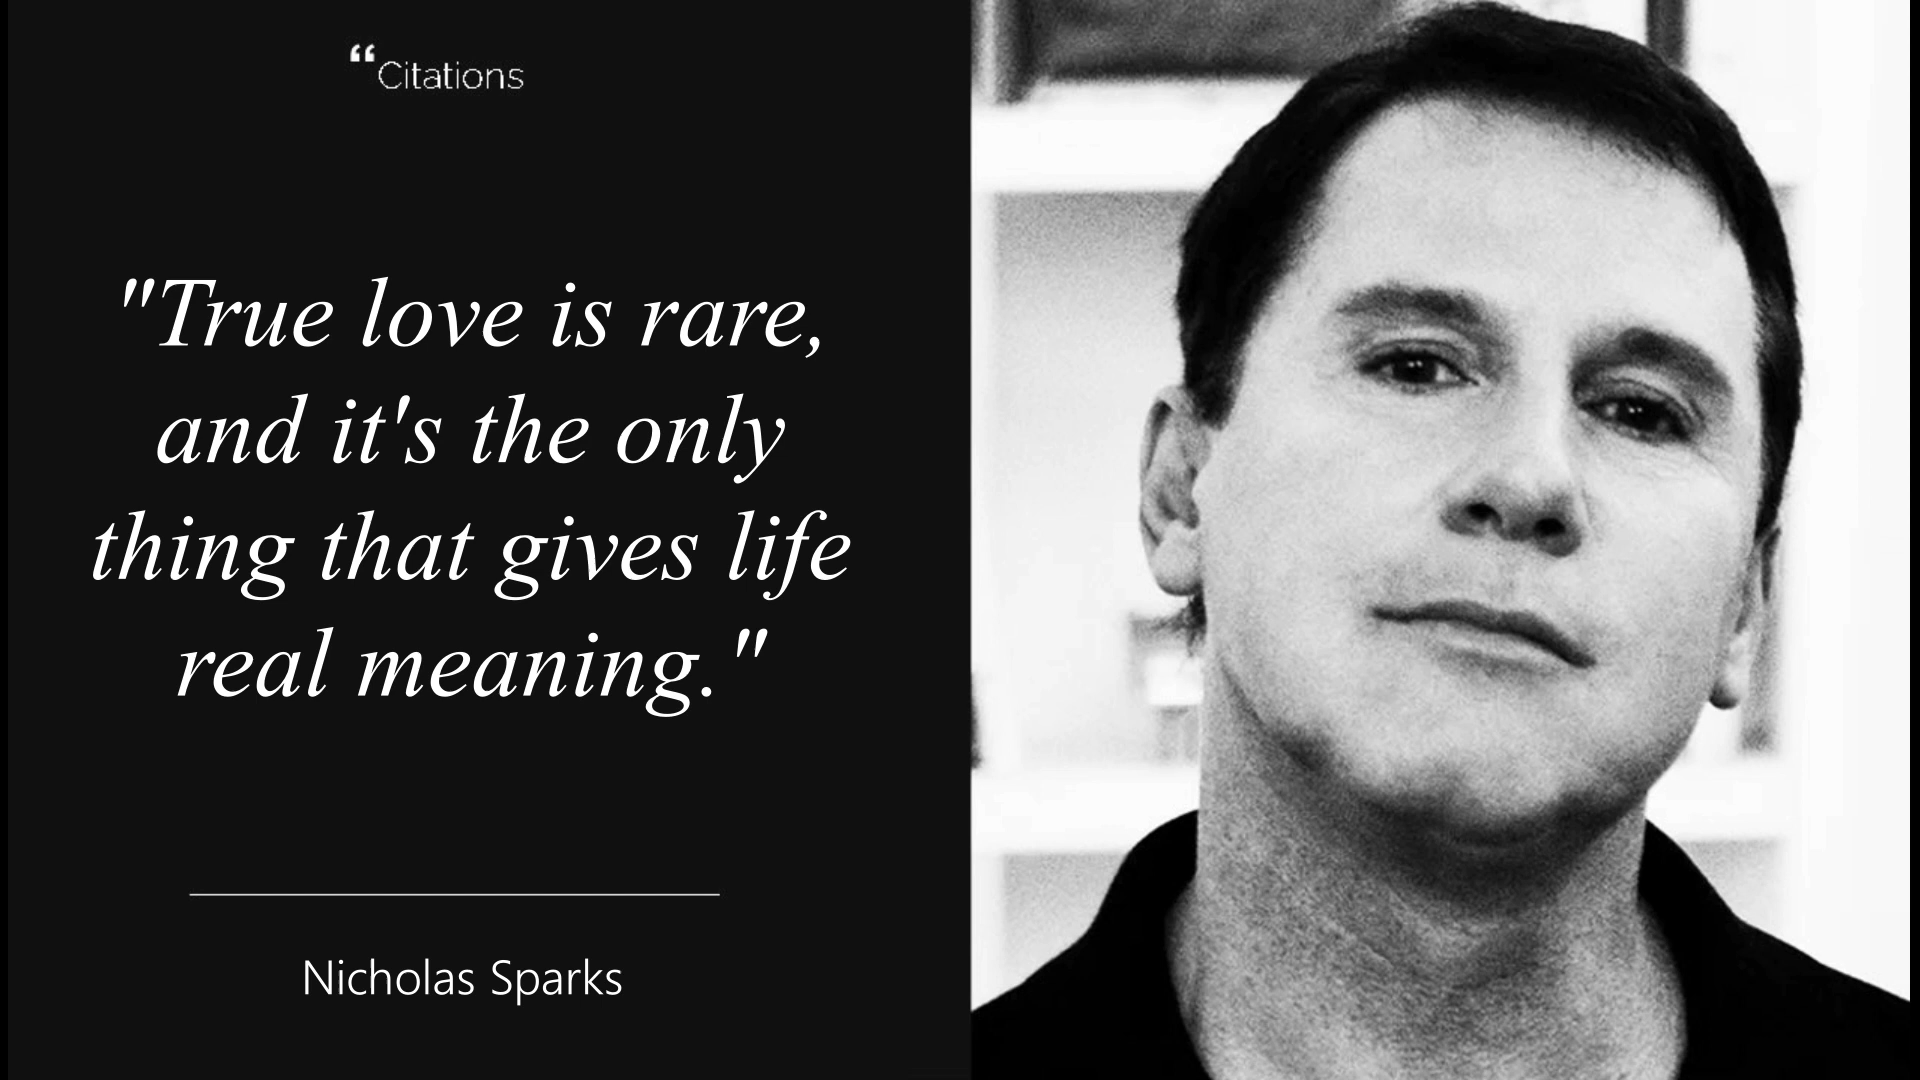 “Citations
"True love is rare,
and it's the only
thing that gives life
real meaning."
Nicholas Sparks